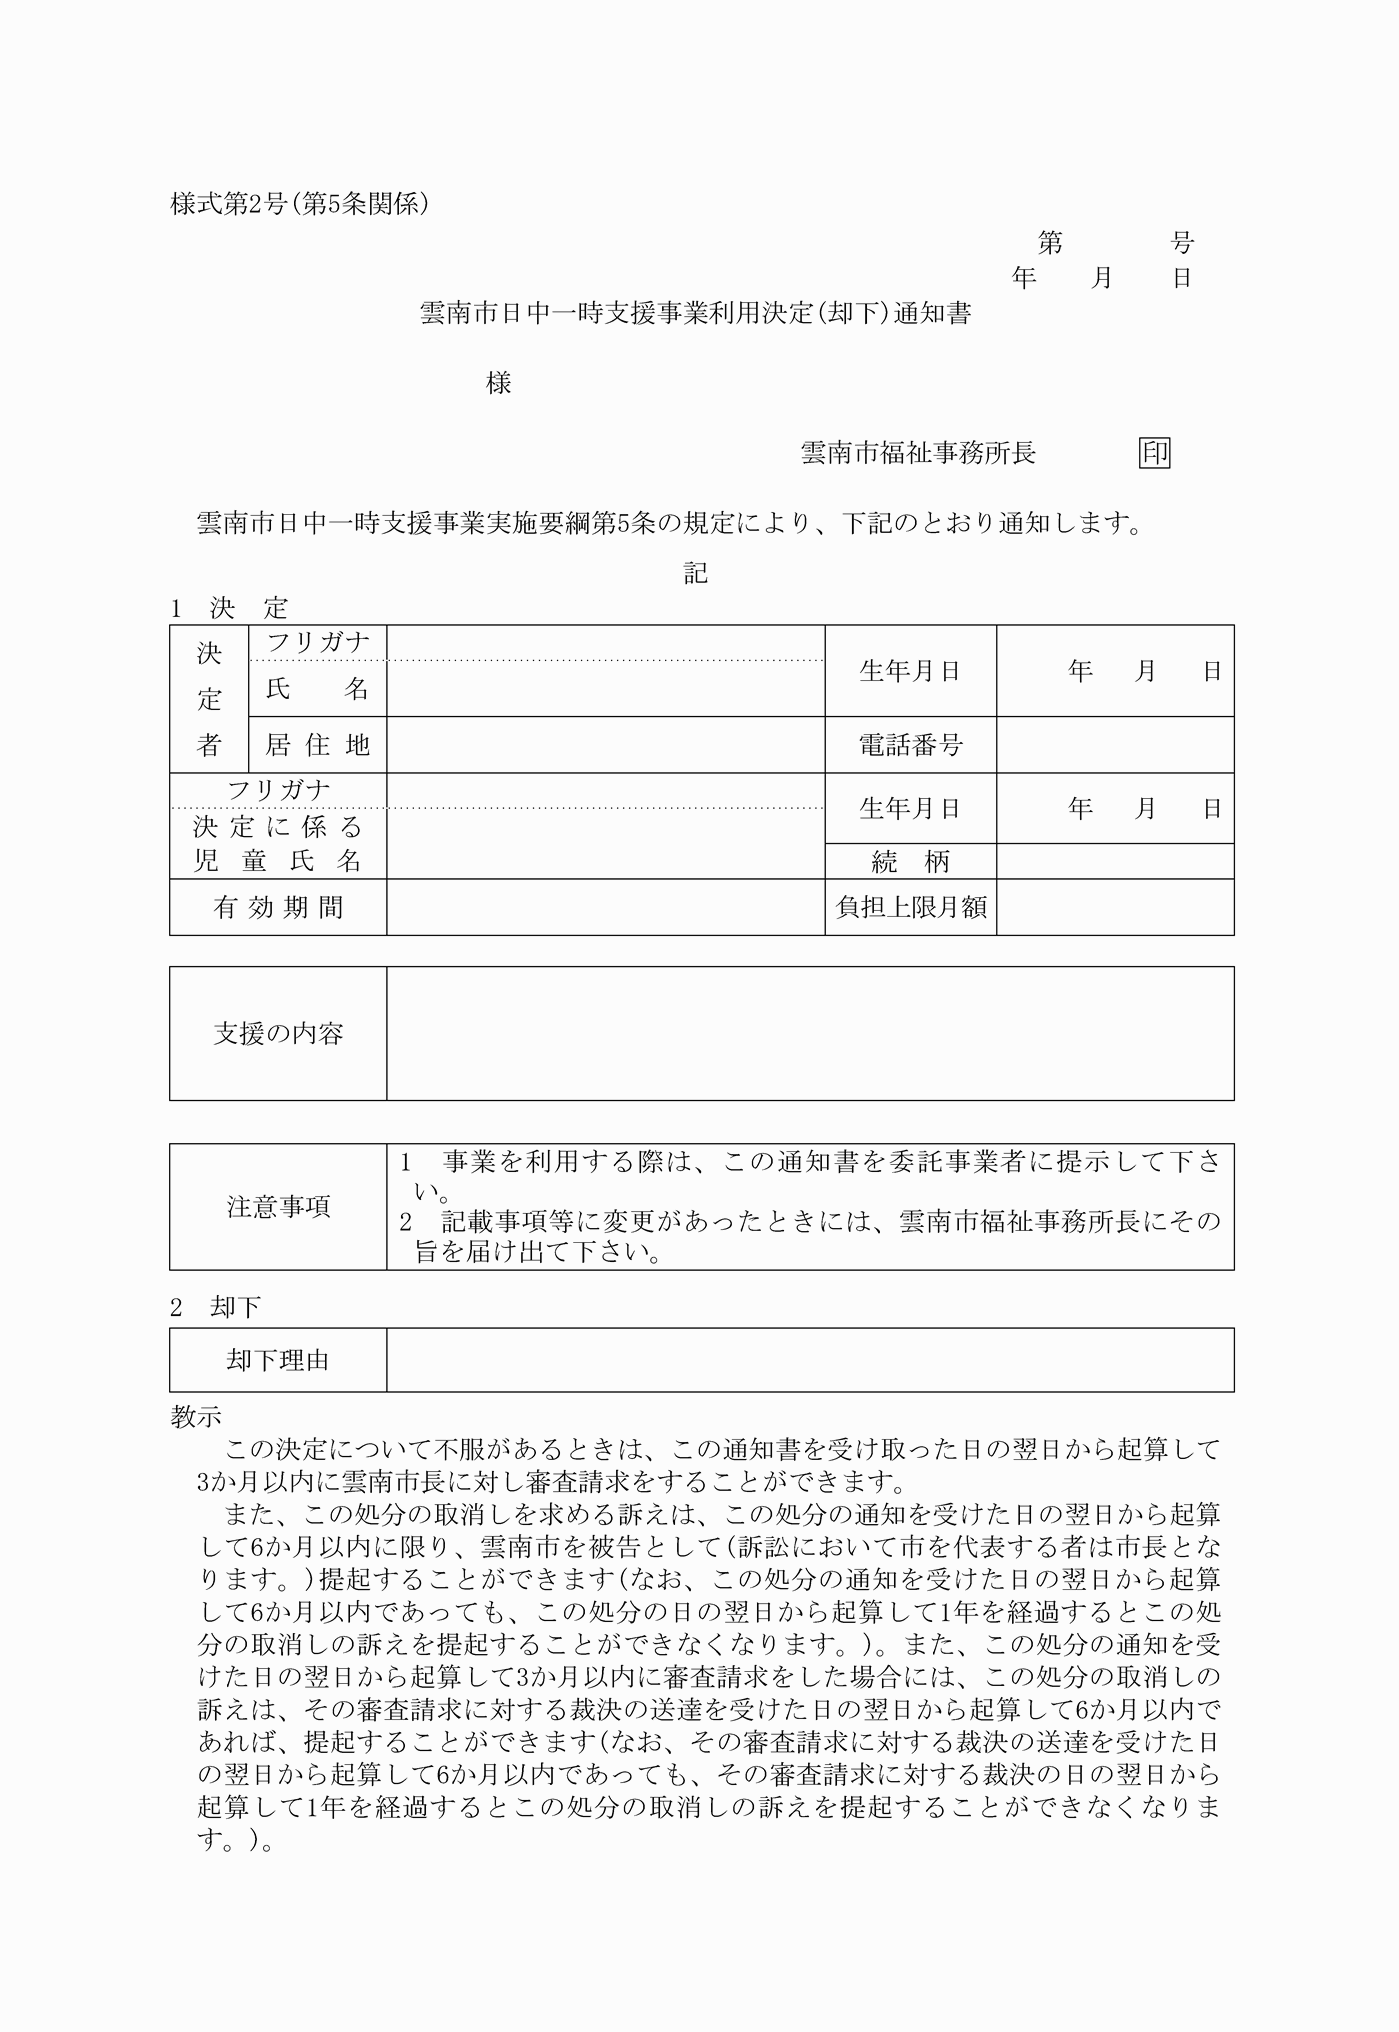 様式第2号(第5条関係)
第　　　　号
年　　月　　日
雲南市日中一時支援事業利用決定(却下)通知書
様
雲南市福祉事務所長　　　　印
雲南市日中一時支援事業実施要綱第5条の規定により、下記のとおり通知します。
記
1　決　定
決定者
フリガナ
氏　　名
生年月日
年　　月　　日
居住地
電話番号
フリガナ
決定に係る
児童氏名
生年月日
年　　月　　日
続　柄
有効期間
負担上限月額
支援の内容
注意事項
1　事業を利用する際は、この通知書を委託事業者に提示して下さ
い。
2　記載事項等に変更があったときには、雲南市福祉事務所長にその
旨を届け出て下さい。
2　却下
却下理由
教示
この決定について不服があるときは、この通知書を受け取った日の翌日から起算して
3か月以内に雲南市長に対し審査請求をすることができます。
また、この処分の取消しを求める訴えは、この処分の通知を受けた日の翌日から起算
して6か月以内に限り、雲南市を被告として(訴訟において市を代表する者は市長とな
ります。)提起することができます(なお、この処分の通知を受けた日の翌日から起算
して6か月以内であっても、この処分の日の翌日から起算して1年を経過するとこの処
分の取消しの訴えを提起することができなくなります。)。また、この処分の通知を受
けた日の翌日から起算して3か月以内に審査請求をした場合には、この処分の取消しの
訴えは、その審査請求に対する裁決の送達を受けた日の翌日から起算して6か月以内で
あれば、提起することができます(なお、その審査請求に対する裁決の送達を受けた日
の翌日から起算して6か月以内であっても、その審査請求に対する裁決の日の翌日から
起算して1年を経過するとこの処分の取消しの訴えを提起することができなくなりま
す。)。